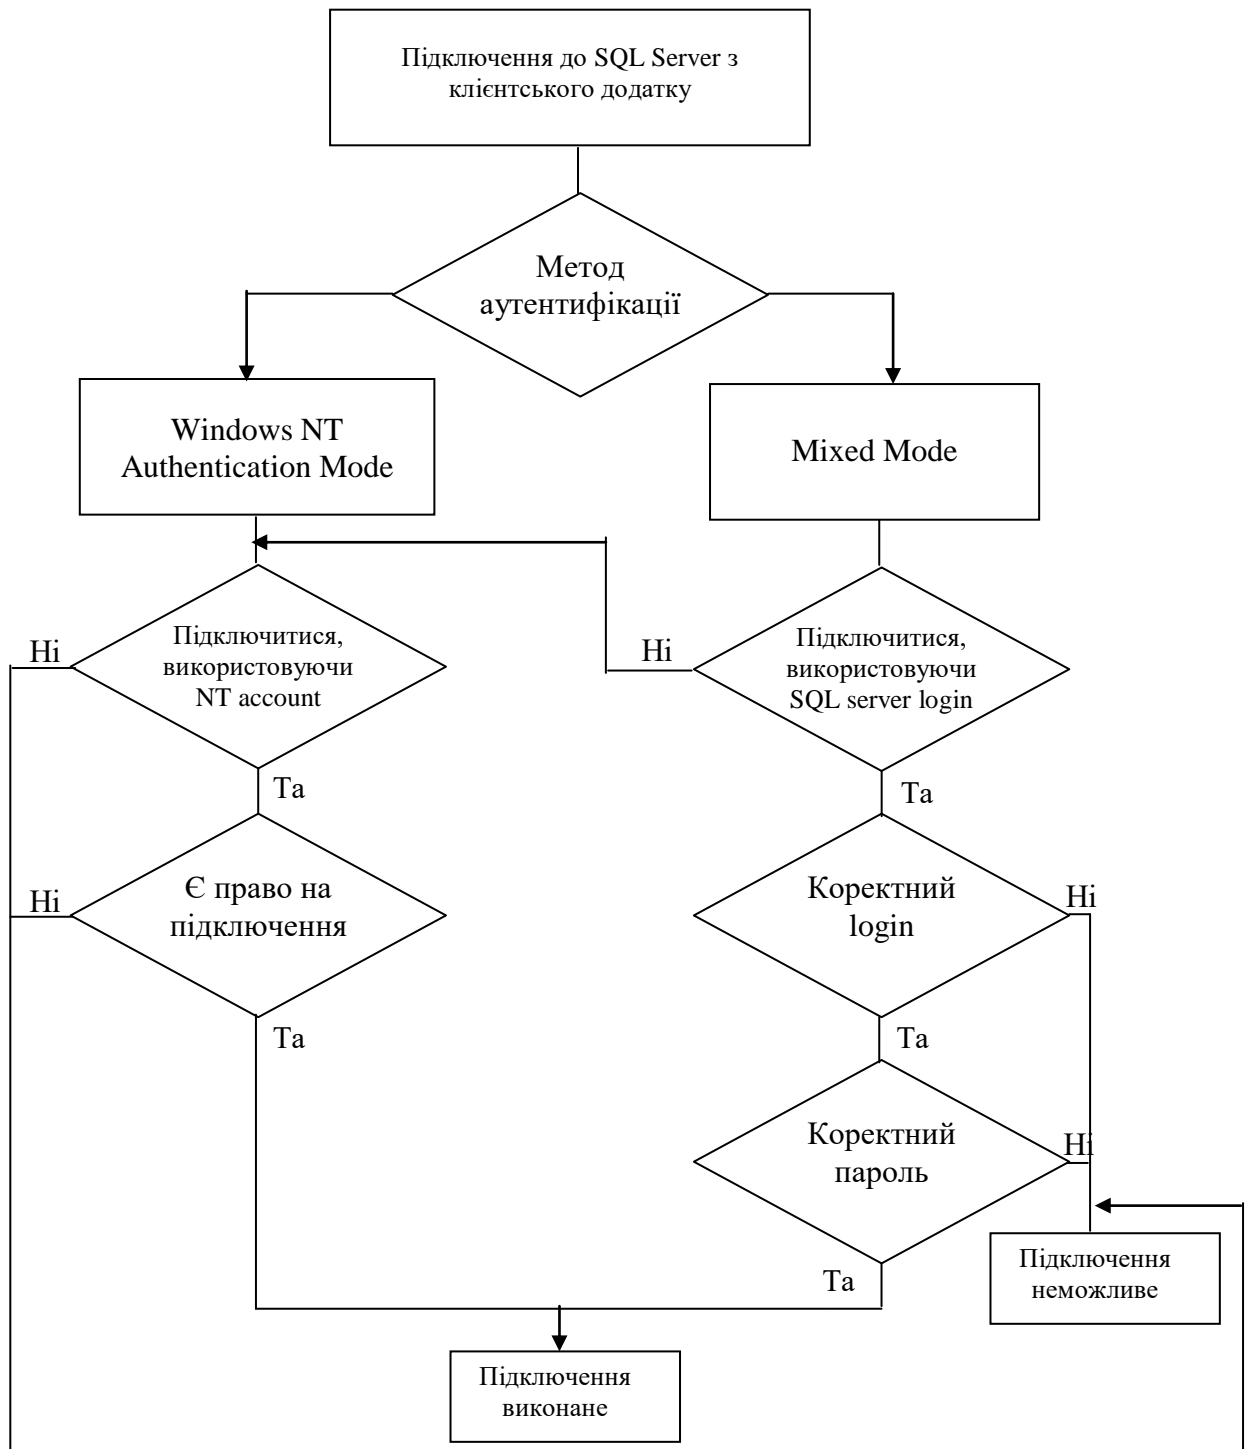 Підключення до SQL Server з
клієнтського додатку
Метод
аутентифікації
Windows NT
Authentication Mode
Mixed Mode
Ні
Підключитися,
використовуючи
NT account
Ні
Підключитися,
використовуючи
SQL server login
Та
Та
Ні
Є право на
підключення
Коректний
login
Ні
Та
Та
Коректний
пароль
Ні
Та
Підключення
неможливе
Підключення
виконане